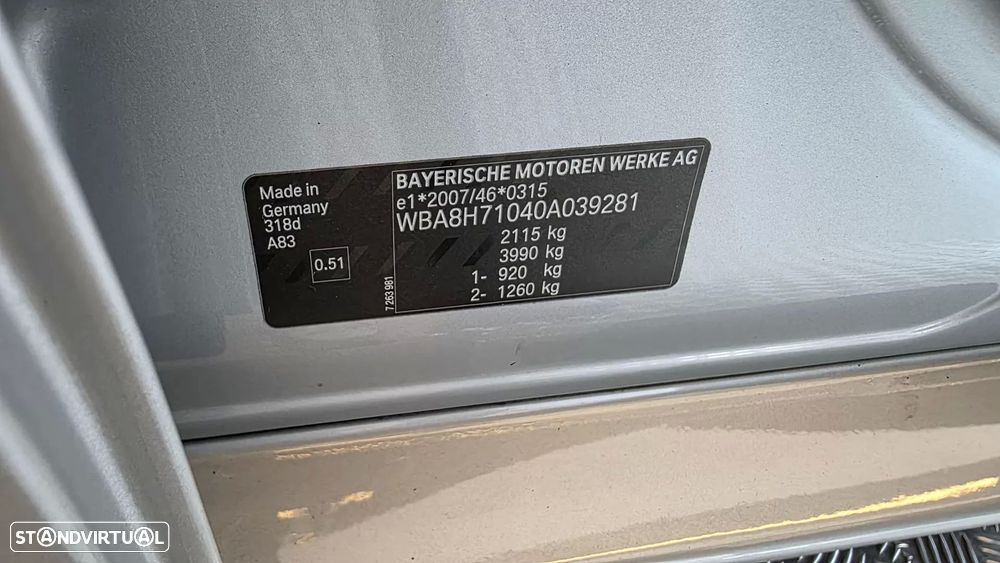 Made in
Germany
318d
A83
0.51
7 263 981
BAYERISCHE MOTOREN WERKE AG
e1*2007/46*0315
WBA8H71040A039281
2115 kg
3990 kg
1- 920 kg
2- 1260 kg
STANDVIRTUAL